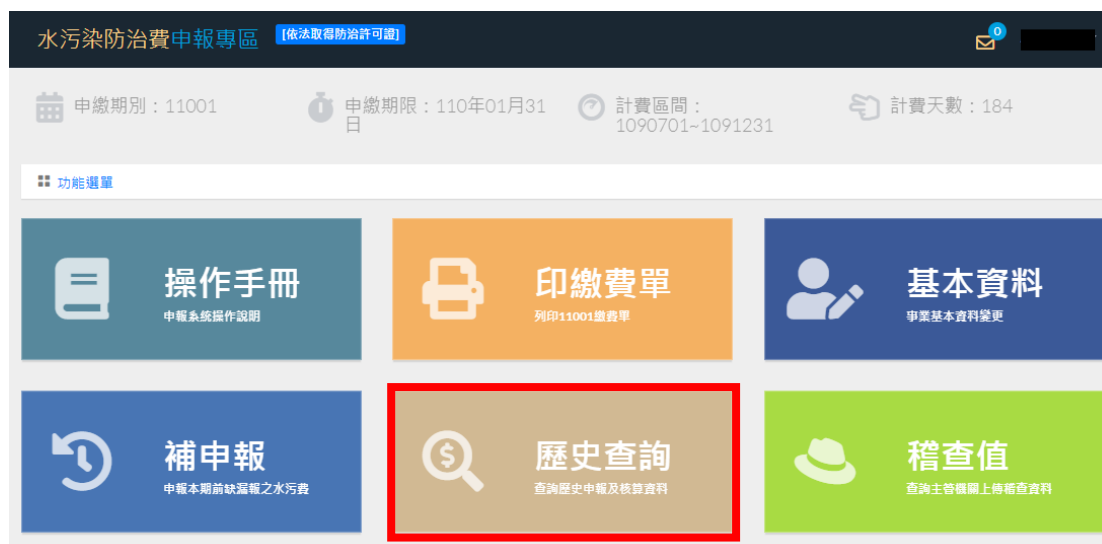 水污染防治費申報專區 [依法取得防治許可證]
0
申繳期別：11001
申繳期限：110年01月31
日
計費區間：
1090701~1091231
計費天數：184
功能選單
操作手冊
申報系統操作說明
印繳費單
列印11001繳費單
基本資料
事業基本資料變更
補申報
申報本期前缺漏報之水污費
歷史查詢
查詢歷史申報及核算資料
稽查值
查詢主管機關上傳稽查資料